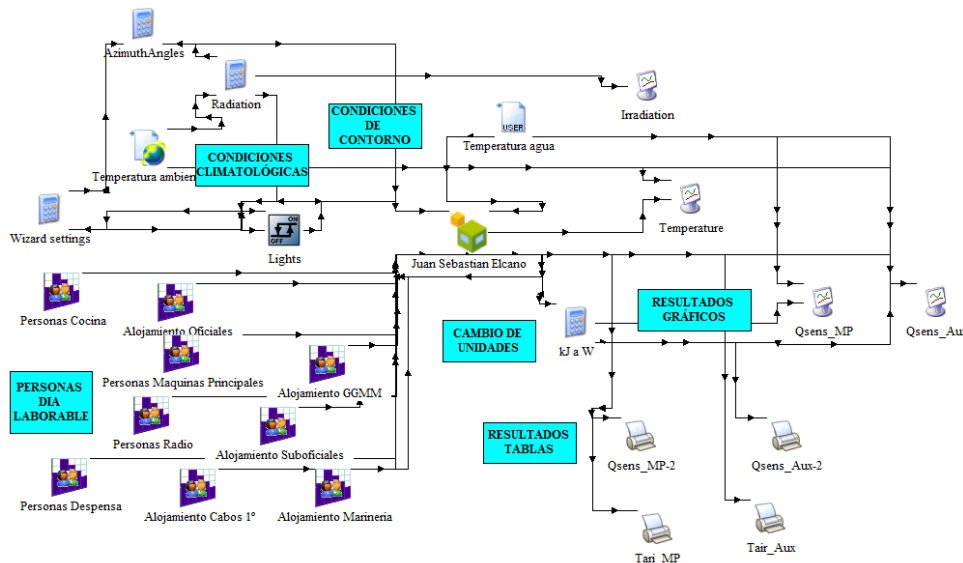 AzimuthAngles
Radiation
Irradiation
CONDICIONES
DE
CONTORNO
USER
Temperatura agua
Temperatura ambien
CONDICIONES
CLIMATOLÓGICAS
Wizard settings
ON
OFF
Lights
Temperature
Juan Sebastian Elcano
Personas Cocina
Alojamiento Oficiales
RESULTADOS
GRÁFICOS
Qsens_MP
Qsens_Au
CAMBIO DE
UNIDADES
kJ a W
Personas Maquinas Principales
Alojamiento GGMM
PERSONAS
DIA
LABORABLE
Personas Radio
Alojamiento Suboficiales
RESULTADOS
TABLAS
Qsens_MP-2
Qsens_Aux-2
Personas Despensa
Alojamiento Cabos 1º
Alojamiento Marineria
Tari_MP
Tair_Aux